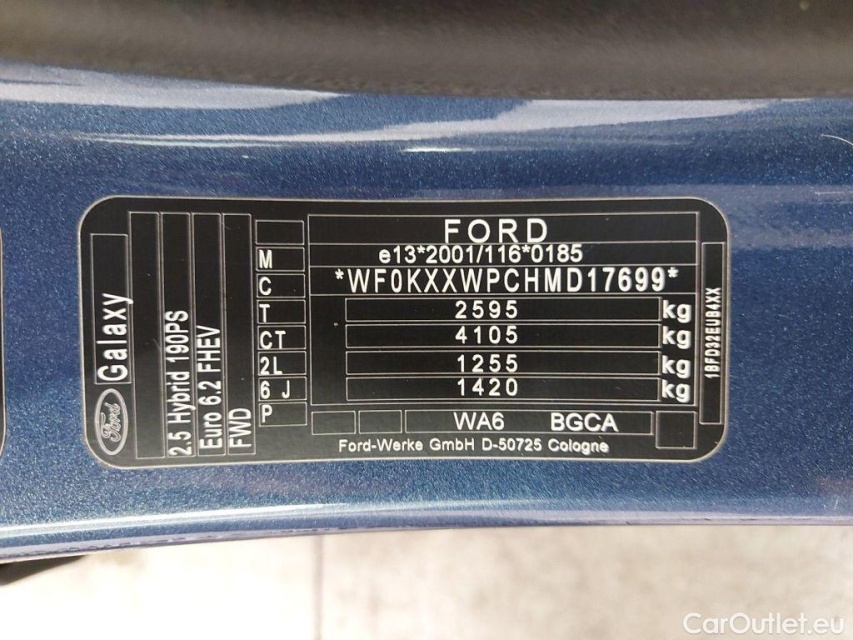 Ford
Galaxy
2.5 Hybrid 190PS
Euro 6.2 FHEV
FWD
M
C
T
CT
2L
6 J
P
FORD
e13*2001/116*0185
*WF0KXXWPCHMD17699*
2595 kg
4105 kg
1255 kg
1420 kg
WA6 BGCA
Ford-Werke GmbH D-50725 Cologne
CarOutlet.eu